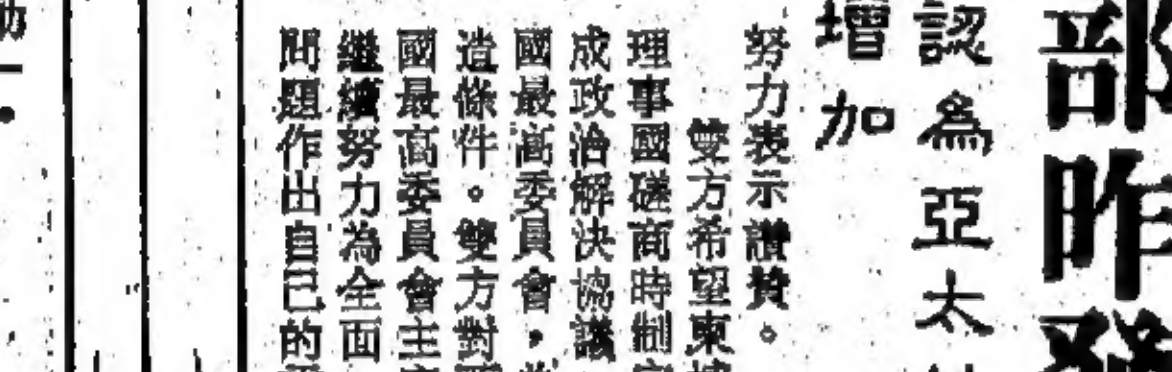 部昨發
認為亞太
增加
努力表示讚賛。
雙方希望柬
理事國磋商時制
成政治解決協議
國最高委員會，
造條件。雙方對
國最高委員會主
繼續努力為全面
問題作出自己的